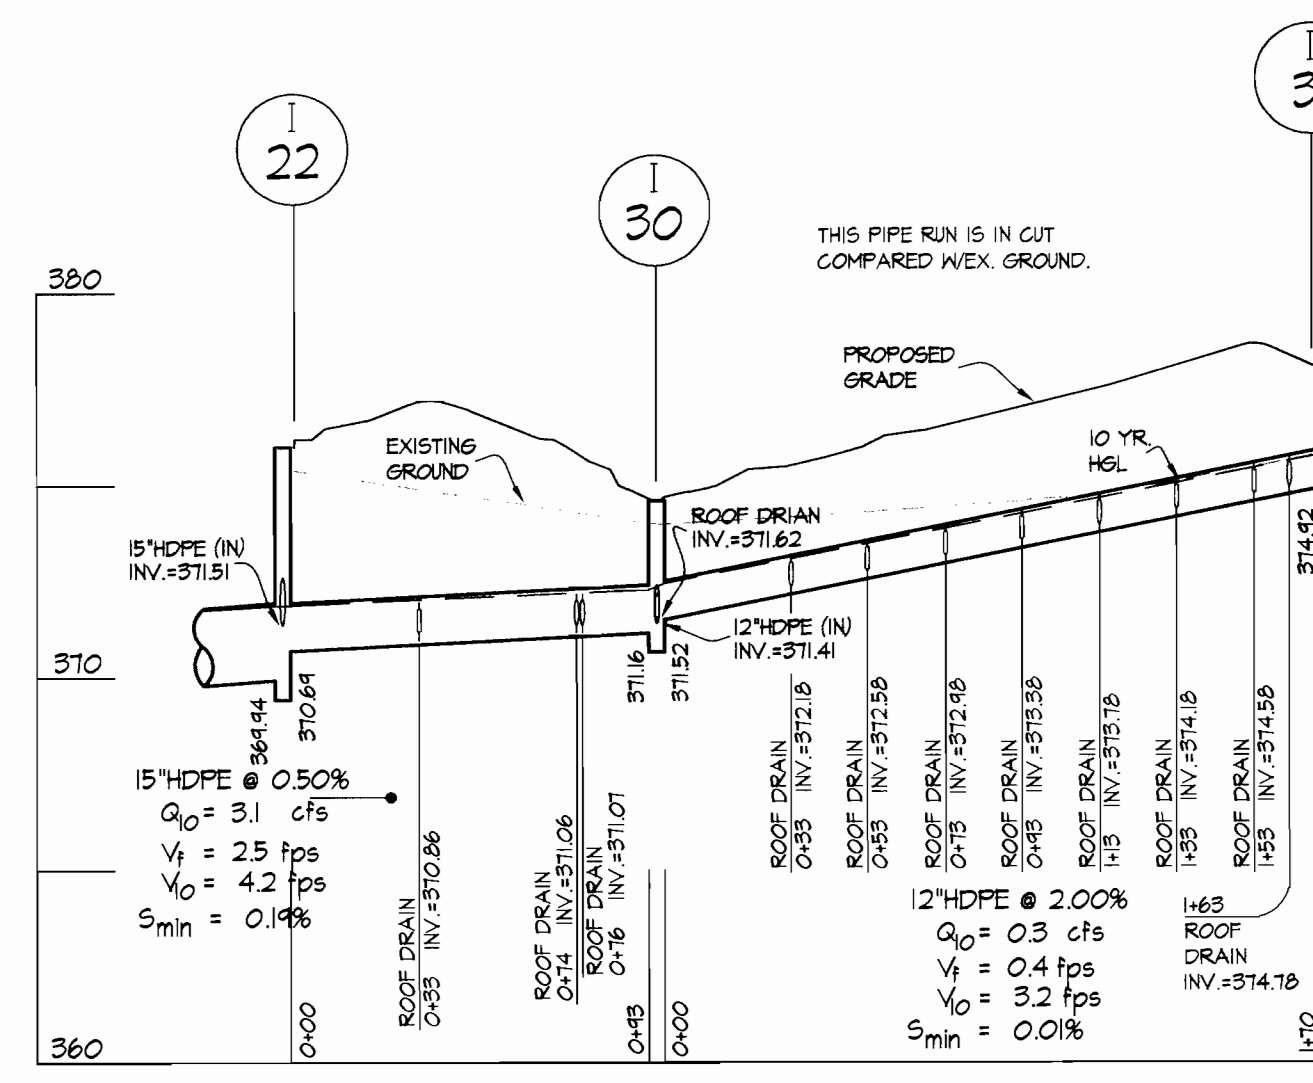 I
22
I
30
I
THIS PIPE RUN IS IN CUT
COMPARED W/EX. GROUND.
380
PROPOSED
GRADE
EXISTING
GROUND
10 YR.
HGL
ROOF DRIAN
INV.=371.62
15"HDPE (IN)
INV.=371.51
12"HDPE (IN)
INV.=371.41
370
369.94
370.69
371.16
371.52
374.92
15"HDPE @ 0.50%
Q10 = 3.1 cfs
Vf = 2.5 fps
V10 = 4.2 fps
Smin = 0.19%
ROOF DRAIN
0+33 INV.=370.86
ROOF DRAIN
0+74 INV.=371.06
ROOF DRAIN
0+76 INV.=371.07
ROOF DRAIN
0+33 INV.=372.18
ROOF DRAIN
0+53 INV.=372.58
ROOF DRAIN
0+73 INV.=372.98
ROOF DRAIN
0+93 INV.=373.38
ROOF DRAIN
1+13 INV.=373.78
ROOF DRAIN
1+33 INV.=374.18
ROOF DRAIN
1+53 INV.=374.58
12"HDPE @ 2.00%
Q10 = 0.3 cfs
Vf = 0.4 fps
V10 = 3.2 fps
Smin = 0.01%
1+63
ROOF
DRAIN
INV.=374.78
360
0+00
0+93
0+00
1+70